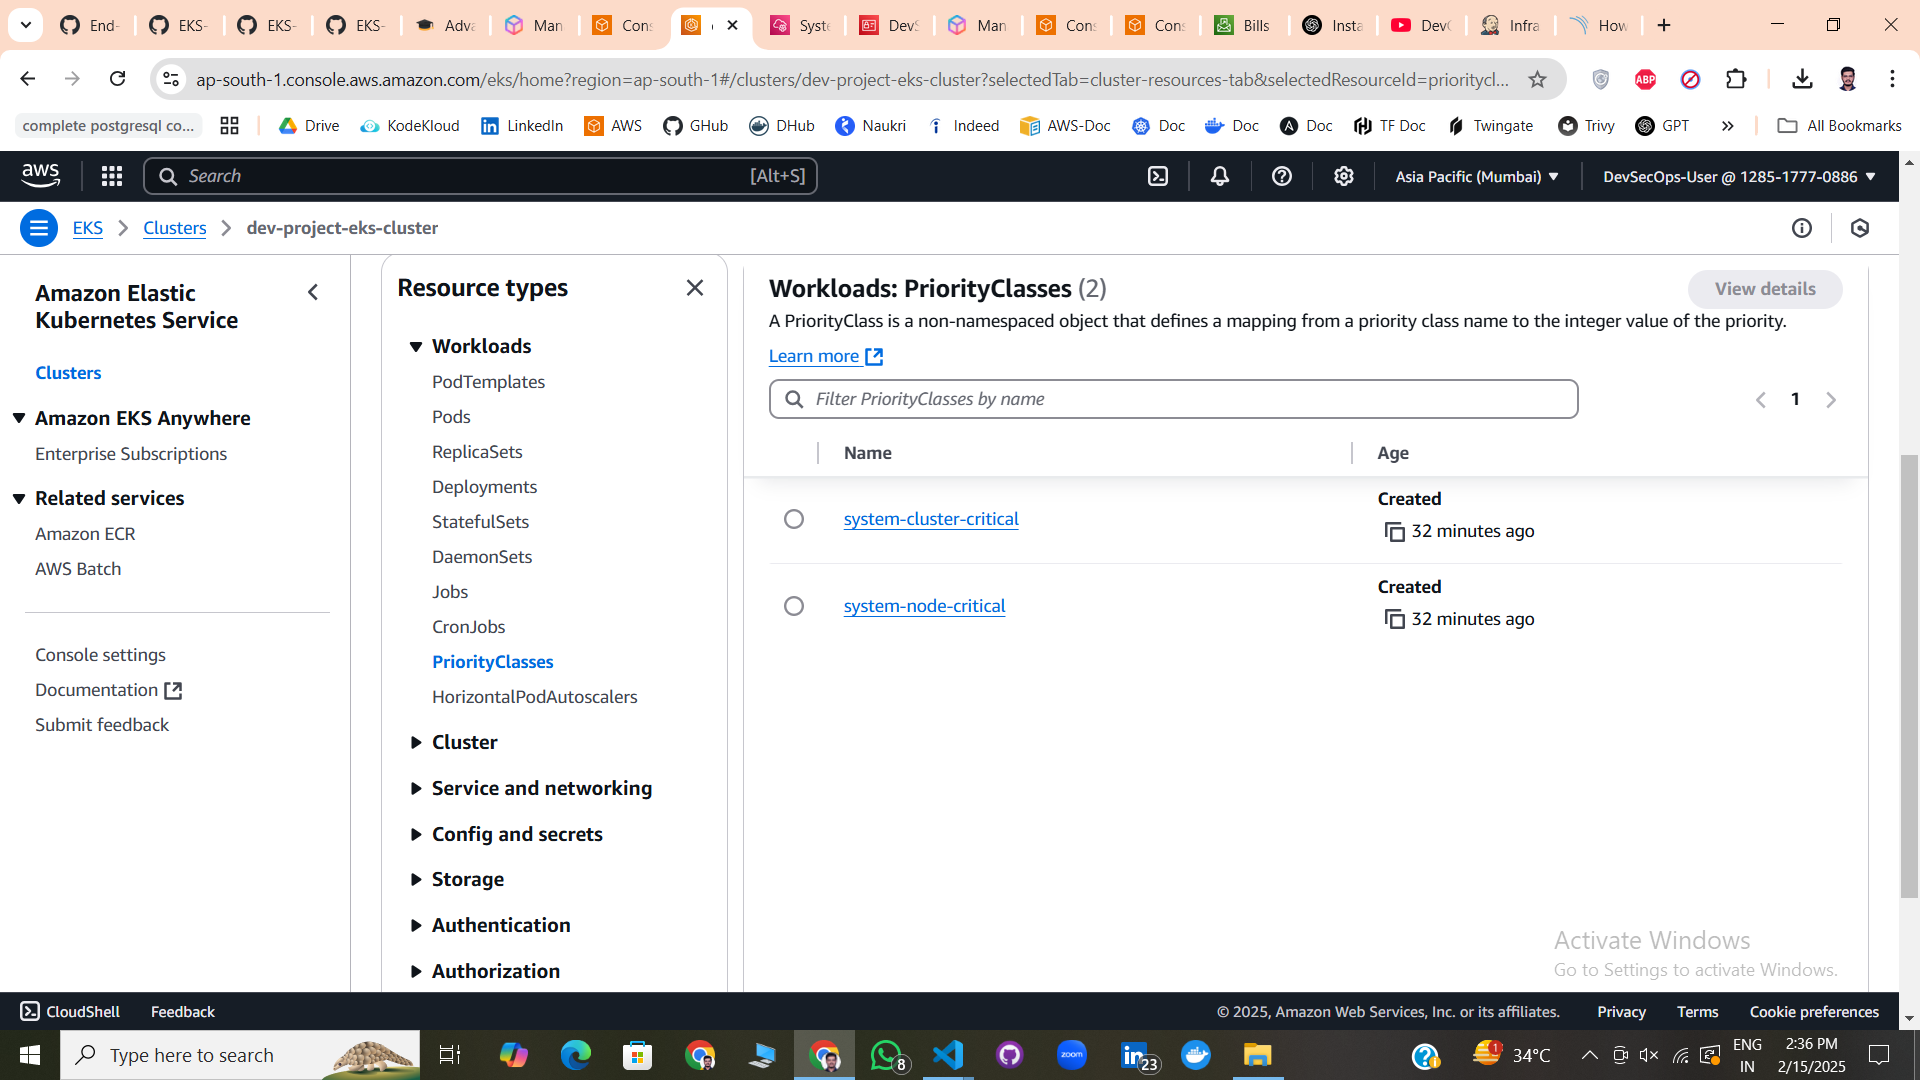 End-
EKS-
EKS-
EKS-
Adva
Man
Cons
Syste
DevS
Man
Cons
Cons
Bills
Insta
DevO
Infra
How
ap-south-1.console.aws.amazon.com/eks/home?region=ap-south-1#/clusters/dev-project-eks-cluster?selectedTab=cluster-resources-tab&selectedResourceId=prioritycl...
ABP
complete postgresql co...
Drive
KodeKloud
LinkedIn
AWS
GHub
DHub
Naukri
Indeed
AWS-Doc
Doc
Doc
Doc
TF Doc
Twingate
Trivy
GPT
All Bookmarks
aws
Search
[Alt+S]
Asia Pacific (Mumbai)
DevSecOps-User @ 1285-1777-0886
EKS
Clusters
dev-project-eks-cluster
Amazon Elastic
Kubernetes Service
Clusters
Amazon EKS Anywhere
Enterprise Subscriptions
Related services
Amazon ECR
AWS Batch
Console settings
Documentation
Submit feedback
Resource types
Workloads
PodTemplates
Pods
ReplicaSets
Deployments
StatefulSets
DaemonSets
Jobs
CronJobs
PriorityClasses
HorizontalPodAutoscalers
Cluster
Service and networking
Config and secrets
Storage
Authentication
Authorization
Workloads: PriorityClasses (2)
View details
A PriorityClass is a non-namespaced object that defines a mapping from a priority class name to the integer value of the priority.
Learn more
Filter PriorityClasses by name
1
Name
Age
system-cluster-critical
Created
32 minutes ago
system-node-critical
Created
32 minutes ago
Activate Windows
Go to Settings to activate Windows.
CloudShell
Feedback
© 2025, Amazon Web Services, Inc. or its affiliates.
Privacy
Terms
Cookie preferences
Type here to search
8
zoom
23
1
34°C
ENG
IN
2:36 PM
2/15/2025